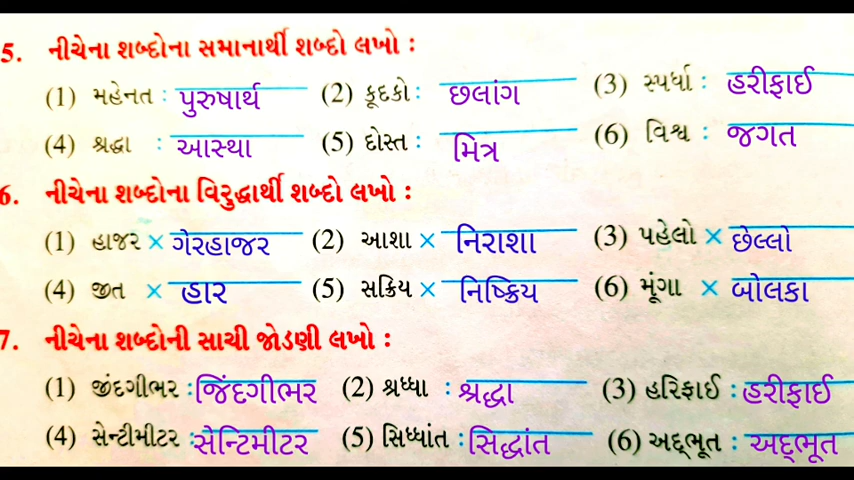 5. નીચેના શબ્દોના સમાનાર્થી શબ્દો લખો :
(1) મહેનત : પુરુષાર્થ (2) કૂદકો : છલાંગ (3) સ્પર્ધા : હરીફાઈ
(4) શ્રદ્ધા : આસ્થા (5) દોસ્ત : મિત્ર (6) વિશ્વ : જગત
6. નીચેના શબ્દોના વિરુદ્ધાર્થી શબ્દો લખો :
(1) હાજર × ગેરહાજર (2) આશા × નિરાશા (3) પહેલો × છેલ્લો
(4) જીત × હાર (5) સક્રિય × નિષ્ક્રિય (6) મૂંગા × બોલકા
7. નીચેના શબ્દોની સાચી જોડણી લખો :
(1) જીંદગીભર : જિંદગીભર (2) શ્રધ્ધા : શ્રદ્ધા (3) હરિફાઈ : હરીફાઈ
(4) સેન્ટીમીટર : સેન્ટિમીટર (5) સિધ્ધાંત : સિદ્ધાંત (6) અદ્ભૂત : અદ્ભૂત